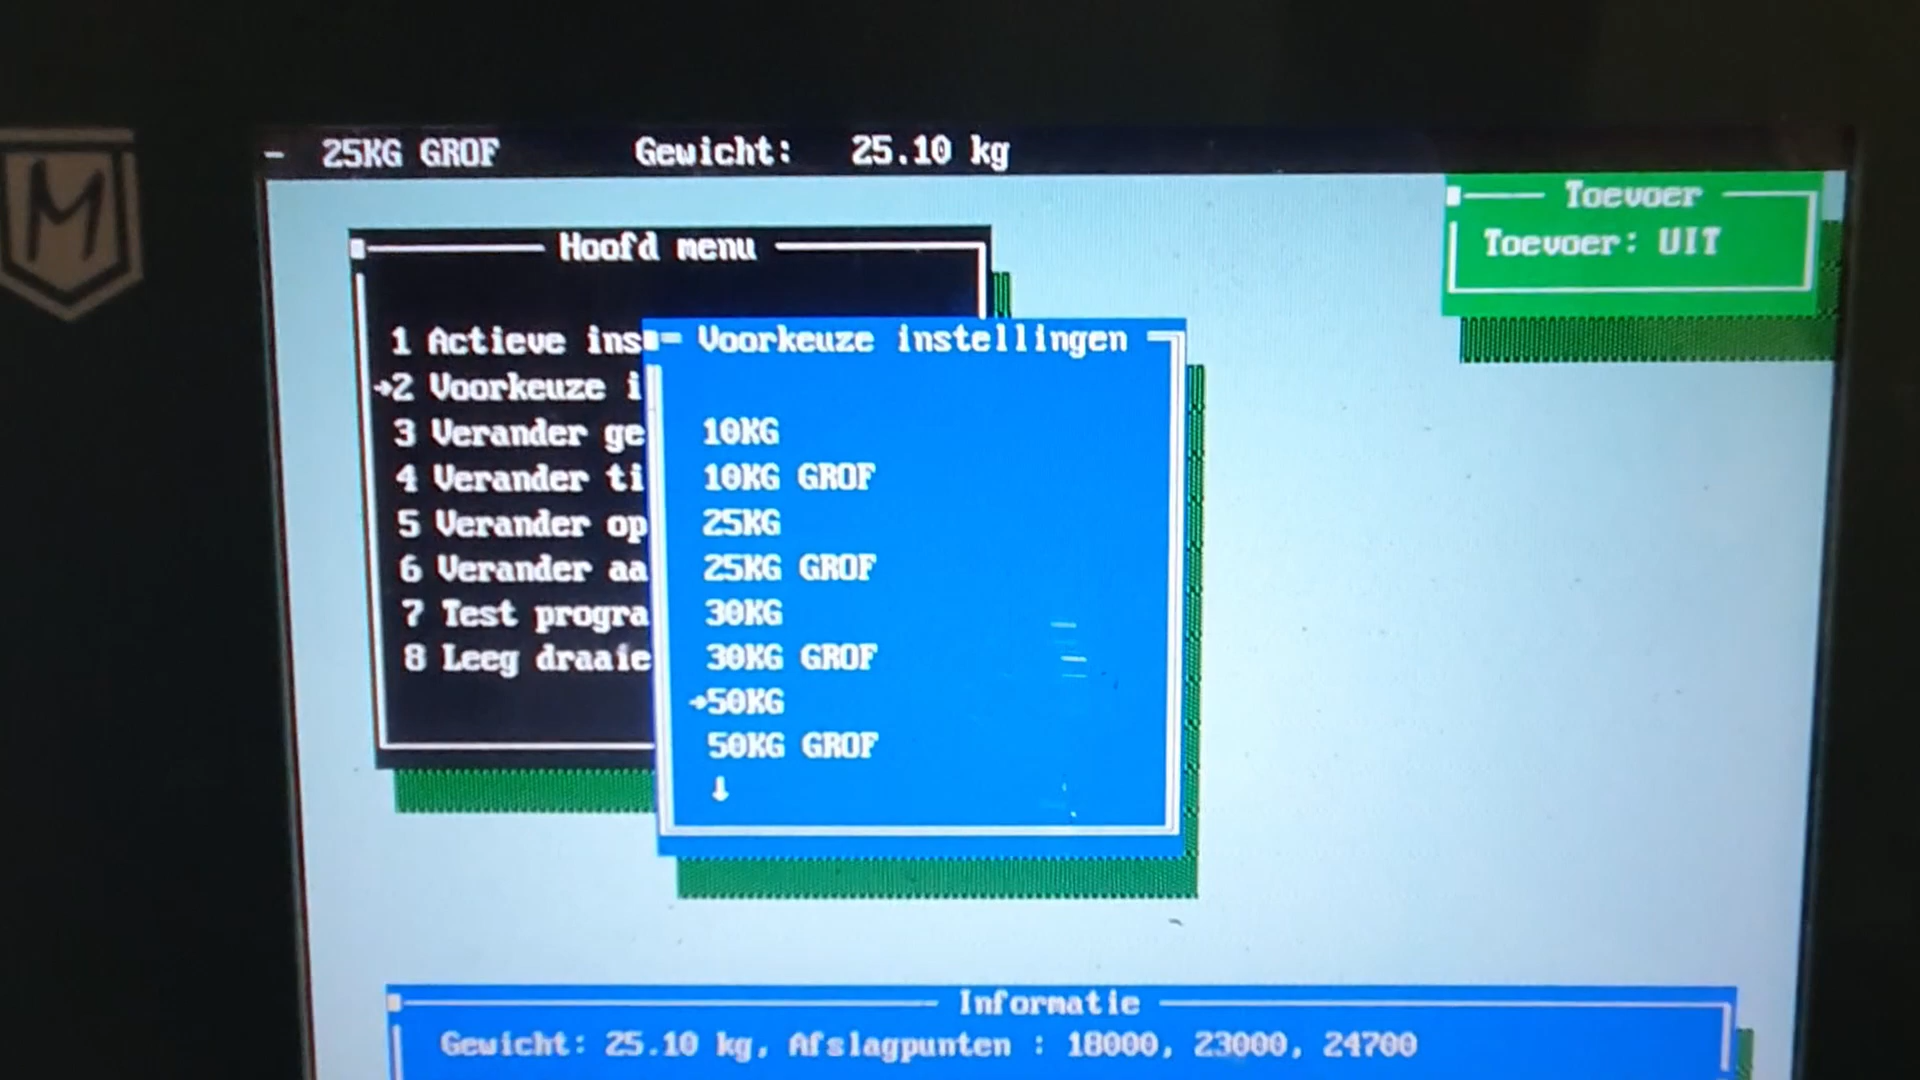 25KG GROF Gewicht: 25.10 kg
Toevoer
Toevoer: UIT
Hoofd menu
1 Actieve ins
→2 Voorkeuze i
3 Verander ge
4 Verander ti
5 Verander op
6 Verander aa
7 Test progra
8 Leeg draaie
Voorkeuze instellingen
10KG
10KG GROF
25KG
25KG GROF
30KG
30KG GROF
→50KG
50KG GROF
↓
Informatie
Gewicht: 25.10 kg, Afslagpunten : 18000, 23000, 24700
M